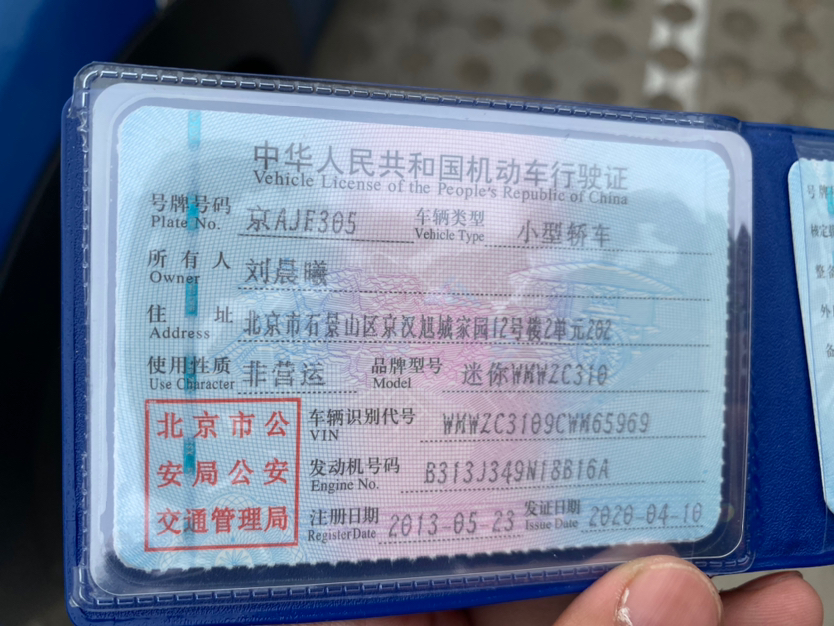 中华人民共和国机动车行驶证
Vehicle License of the People's Republic of China
号牌号码 京AJF305 车辆类型 小型轿车
Plate No. Vehicle Type
所有人 刘晨曦
Owner
住址 北京市石景山区京汉旭城家园12号楼2单元202
Address
使用性质 非营运 品牌型号 迷你WMWZC310
Use Character Model
北京市公
安局公安
交通管理局
车辆识别代号 WMWZC3109CWM65969
VIN
发动机号码 B313J349N18B16A
Engine No.
注册日期 2013-05-23 发证日期 2020-04-10
Register Date Issue Date
号牌
核定